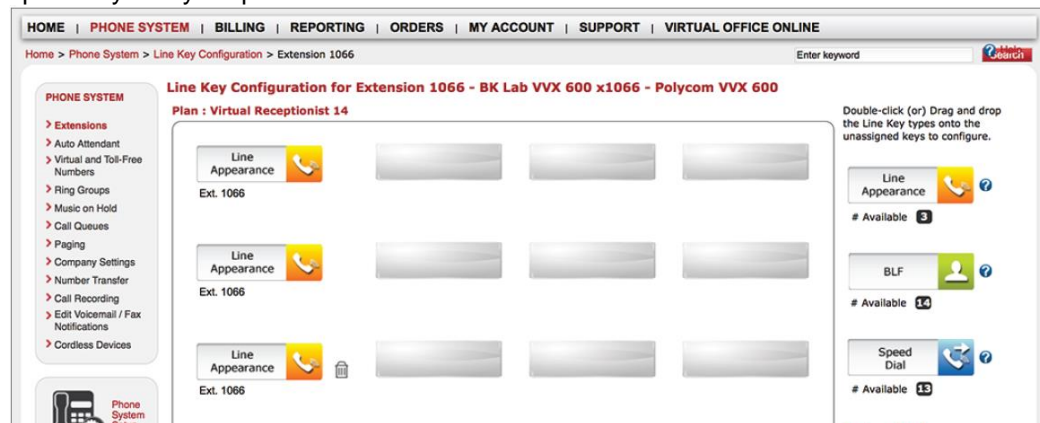 HOME | PHONE SYSTEM | BILLING | REPORTING | ORDERS | MY ACCOUNT | SUPPORT | VIRTUAL OFFICE ONLINE
Home > Phone System > Line Key Configuration > Extension 1066
Enter keyword
Help
Search
PHONE SYSTEM
Extensions
Auto Attendant
Virtual and Toll-Free
Numbers
Ring Groups
Music on Hold
Call Queues
Paging
Company Settings
Number Transfer
Call Recording
Edit Voicemail / Fax
Notifications
Cordless Devices
Phone
System
Line Key Configuration for Extension 1066 - BK Lab VVX 600 x1066 - Polycom VVX 600
Plan : Virtual Receptionist 14
Line
Appearance
Ext. 1066
Line
Appearance
Ext. 1066
Line
Appearance
Ext. 1066
Double-click (or) Drag and drop
the Line Key types onto the
unassigned keys to configure.
Line
Appearance
# Available 3
BLF
# Available 14
Speed
Dial
# Available 13